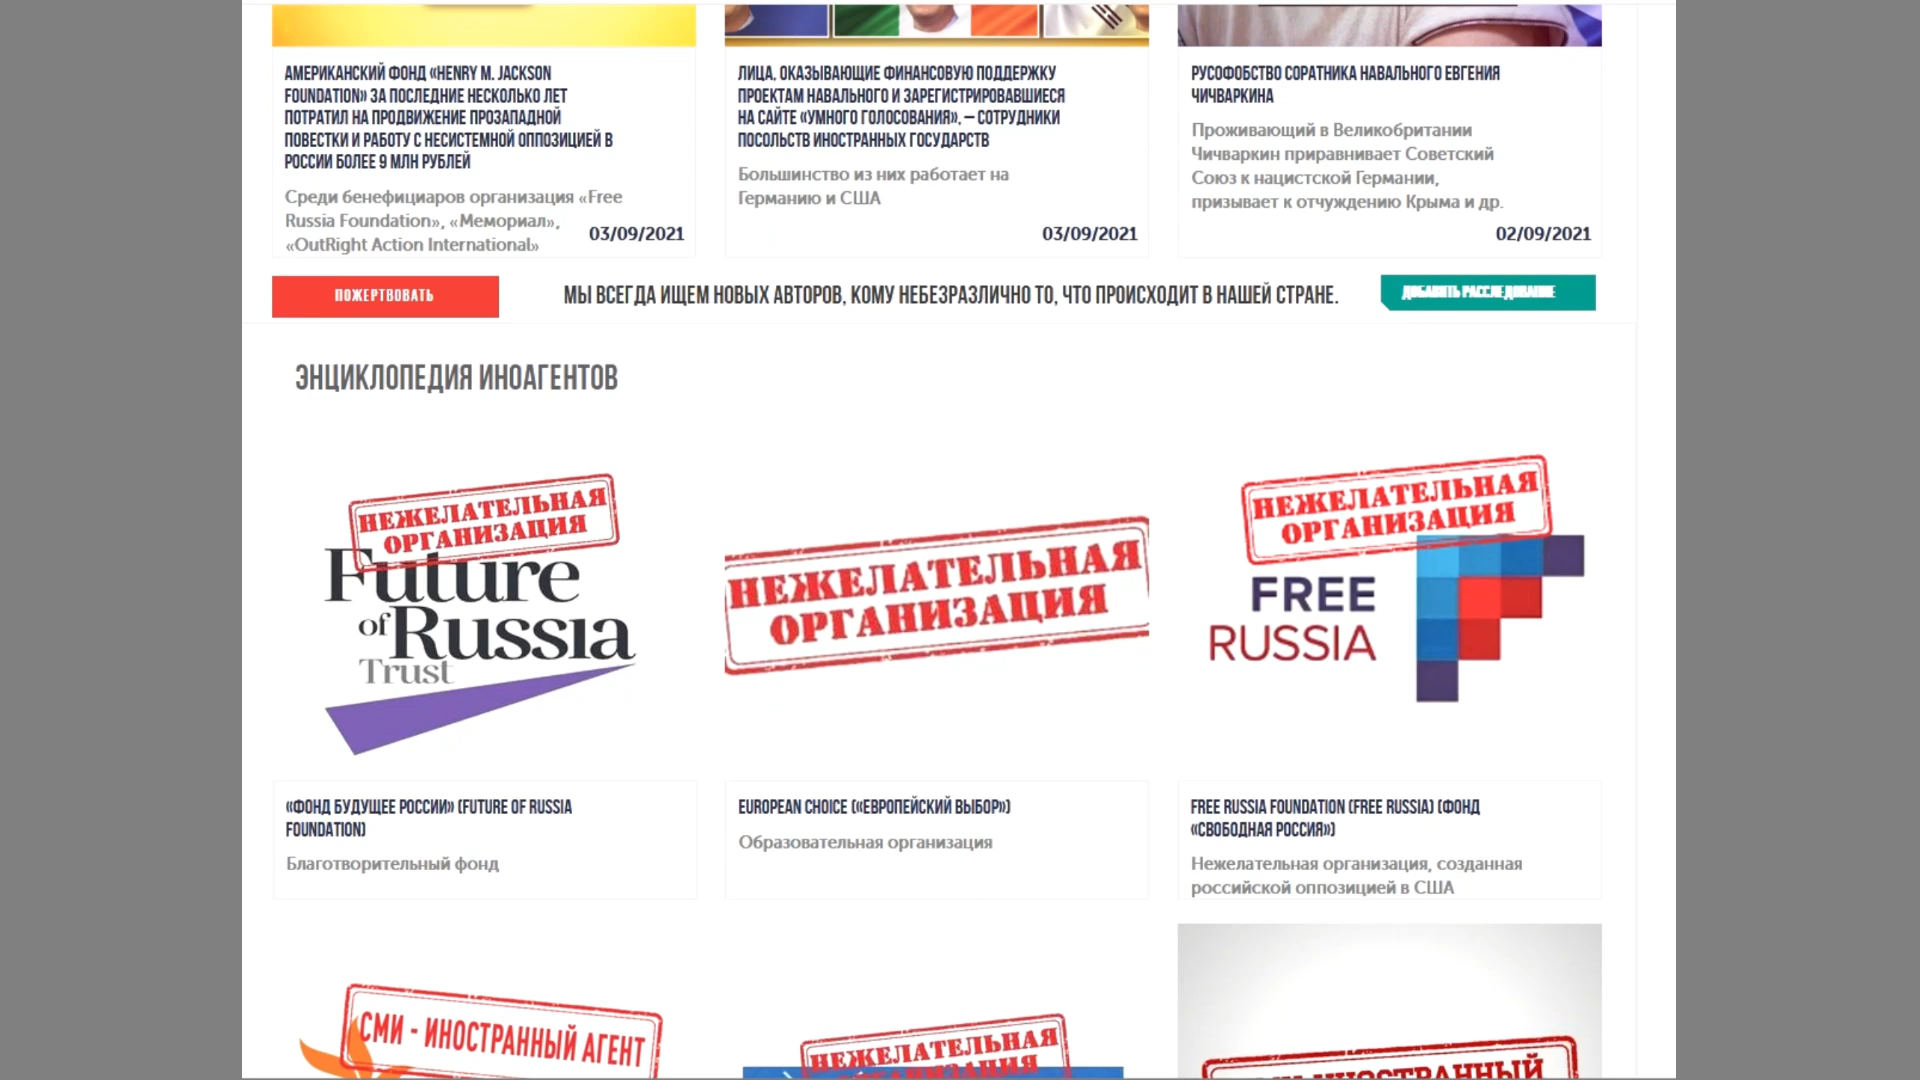 АМЕРИКАНСКИЙ ФОНД «HENRY M. JACKSON
FOUNDATION» ЗА ПОСЛЕДНИЕ НЕСКОЛЬКО ЛЕТ
ПОТРАТИЛ НА ПРОДВИЖЕНИЕ ПРОЗАПАДНОЙ
ПОВЕСТКИ И РАБОТУ С НЕСИСТЕМНОЙ ОППОЗИЦИЕЙ В
РОССИИ БОЛЕЕ 9 МЛН РУБЛЕЙ
Среди бенефициаров организация «Free
Russia Foundation», «Мемориал»,
«OutRight Action International»
03/09/2021
ЛИЦА, ОКАЗЫВАЮЩИЕ ФИНАНСОВУЮ ПОДДЕРЖКУ
ПРОЕКТАМ НАВАЛЬНОГО И ЗАРЕГИСТРИРОВАВШИЕСЯ
НА САЙТЕ «УМНОГО ГОЛОСОВАНИЯ», – СОТРУДНИКИ
ПОСОЛЬСТВ ИНОСТРАННЫХ ГОСУДАРСТВ
Большинство из них работает на
Германию и США
03/09/2021
РУСОФОБСТВО СОРАТНИКА НАВАЛЬНОГО ЕВГЕНИЯ
ЧИЧВАРКИНА
Проживающий в Великобритании
Чичваркин приравнивает Советский
Союз к нацистской Германии,
призывает к отчуждению Крыма и др.
02/09/2021
ПОЖЕРТВОВАТЬ
МЫ ВСЕГДА ИЩЕМ НОВЫХ АВТОРОВ, КОМУ НЕБЕЗРАЗЛИЧНО ТО, ЧТО ПРОИСХОДИТ В НАШЕЙ СТРАНЕ.
ДОБАВИТЬ РАССЛЕДОВАНИЕ
ЭНЦИКЛОПЕДИЯ ИНОАГЕНТОВ
НЕЖЕЛАТЕЛЬНАЯ
ОРГАНИЗАЦИЯ
Future
of Russia
Trust
НЕЖЕЛАТЕЛЬНАЯ
ОРГАНИЗАЦИЯ
НЕЖЕЛАТЕЛЬНАЯ
ОРГАНИЗАЦИЯ
FREE
RUSSIA
«ФОНД БУДУЩЕЕ РОССИИ» (FUTURE OF RUSSIA
FOUNDATION)
Благотворительный фонд
EUROPEAN CHOICE («ЕВРОПЕЙСКИЙ ВЫБОР»)
Образовательная организация
FREE RUSSIA FOUNDATION (FREE RUSSIA) (ФОНД
«СВОБОДНАЯ РОССИЯ»)
Нежелательная организация, созданная
российской оппозицией в США
СМИ - ИНОСТРАННЫЙ АГЕНТ
НЕЖЕЛАТЕЛЬНАЯ
ОРГАНИЗАЦИЯ
ИНОСТРАННЫЙ